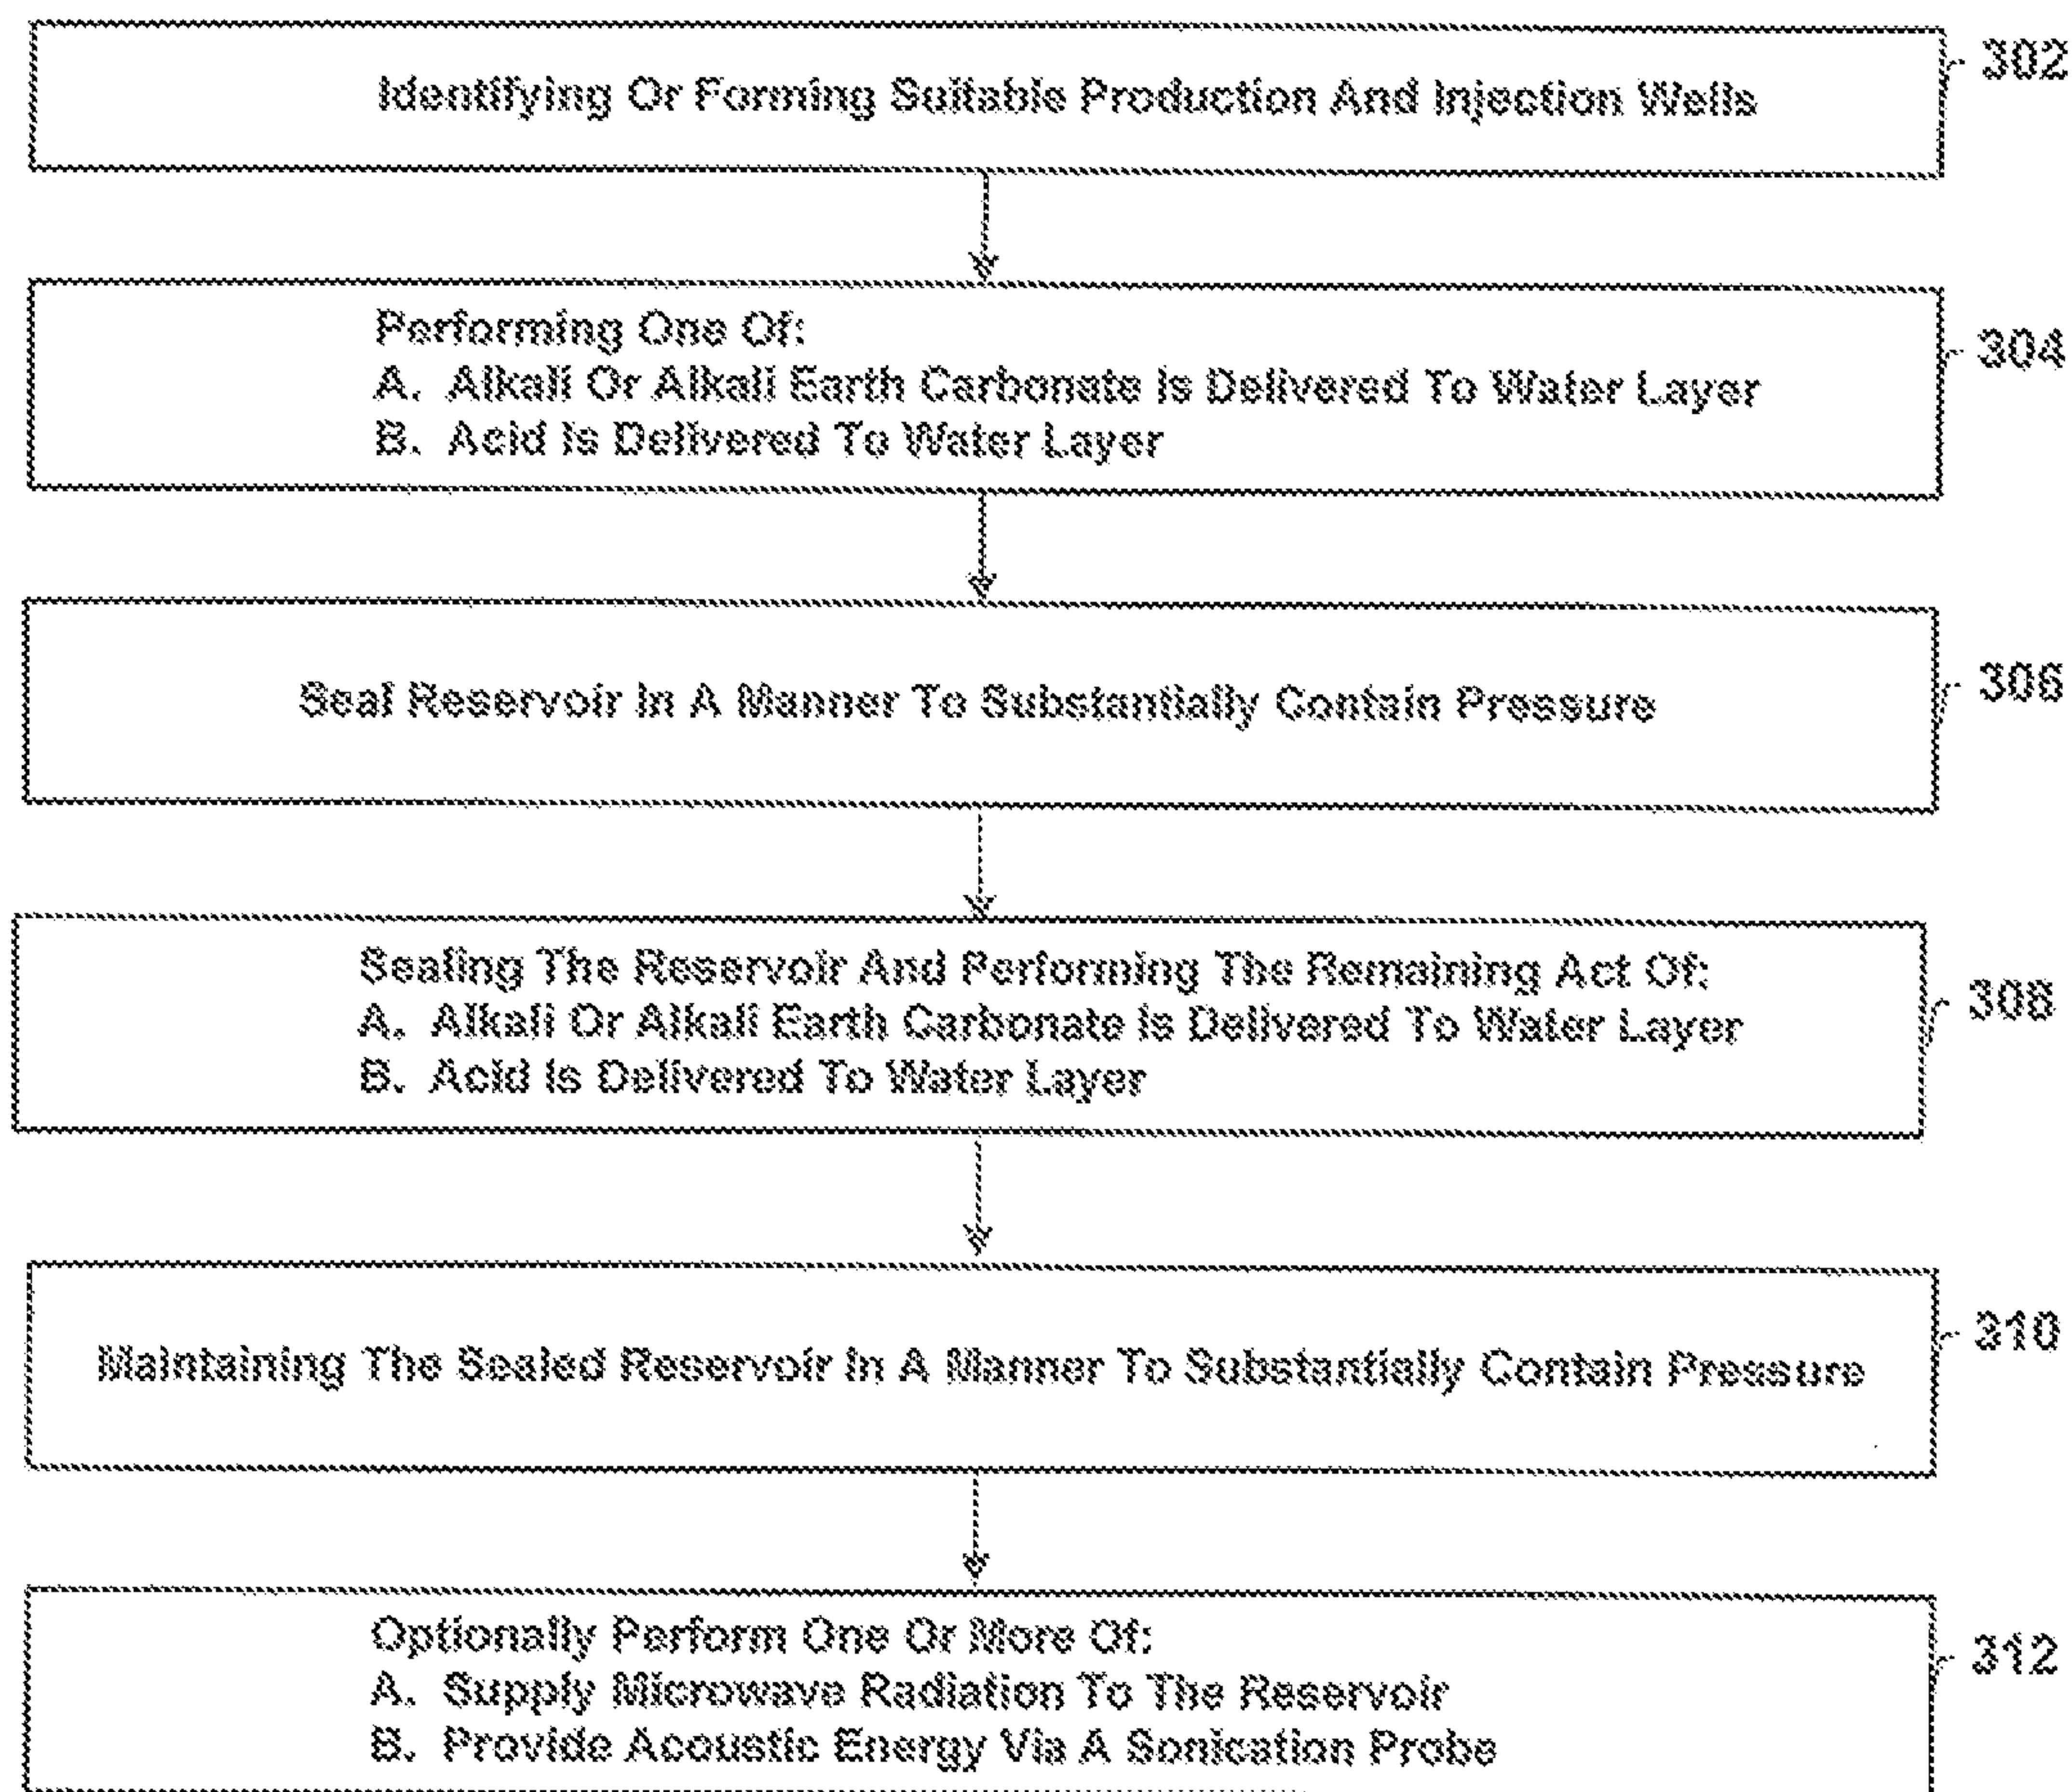 Identifying Or Forming Suitable Production And Injection Wells
302
Performing One Of:
A. Alkali Or Alkali Earth Carbonate Is Delivered To Water Layer
B. Acid Is Delivered To Water Layer
304
Seal Reservoir In A Manner To Substantially Contain Pressure
306
Sealing The Reservoir And Performing The Remaining Act Of:
A. Alkali Or Alkali Earth Carbonate Is Delivered To Water Layer
B. Acid Is Delivered To Water Layer
308
Maintaining The Sealed Reservoir In A Manner To Substantially Contain Pressure
310
Optionally Perform One Or More Of:
A. Supply Microwave Radiation To The Reservoir
B. Provide Acoustic Energy Via A Sonication Probe
312